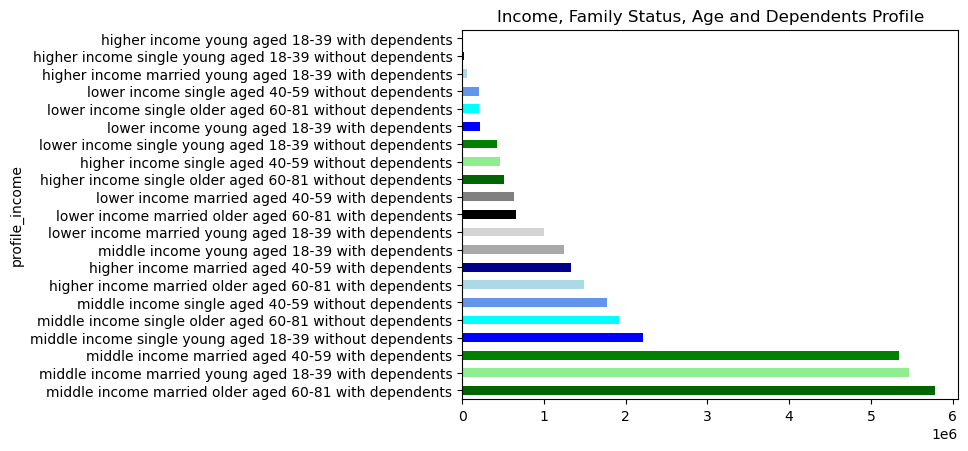 Income, Family Status, Age and Dependents Profile
profile_income
higher income young aged 18-39 with dependents
higher income single young aged 18-39 without dependents
higher income married young aged 18-39 with dependents
lower income single aged 40-59 without dependents
lower income single older aged 60-81 without dependents
lower income young aged 18-39 with dependents
lower income single young aged 18-39 without dependents
higher income single aged 40-59 without dependents
higher income single older aged 60-81 without dependents
lower income married aged 40-59 with dependents
lower income married older aged 60-81 with dependents
lower income married young aged 18-39 with dependents
middle income young aged 18-39 with dependents
higher income married aged 40-59 with dependents
higher income married older aged 60-81 with dependents
middle income single aged 40-59 without dependents
middle income single older aged 60-81 without dependents
middle income single young aged 18-39 without dependents
middle income married aged 40-59 with dependents
middle income married young aged 18-39 with dependents
middle income married older aged 60-81 with dependents
0 1 2 3 4 5 6
1e6